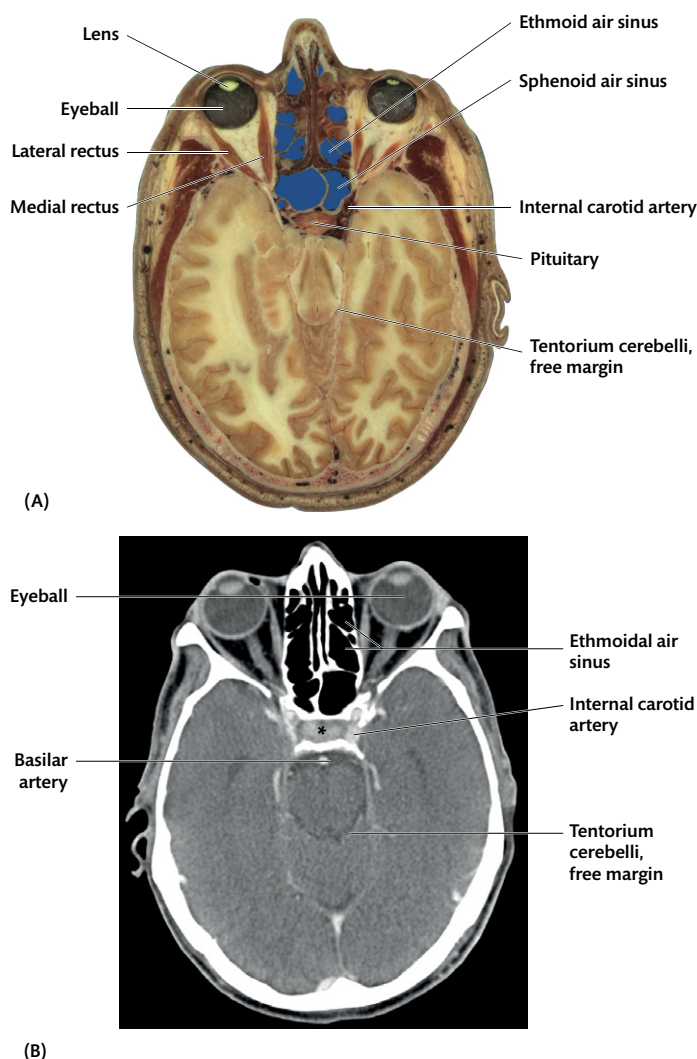 Lens
Eyeball
Lateral rectus
Medial rectus
Ethmoid air sinus
Sphenoid air sinus
Internal carotid artery
Pituitary
Tentorium cerebelli,
free margin
(A)
Eyeball
Basilar
artery
*
Ethmoidal air
sinus
Internal carotid
artery
Tentorium
cerebelli,
free margin
(B)